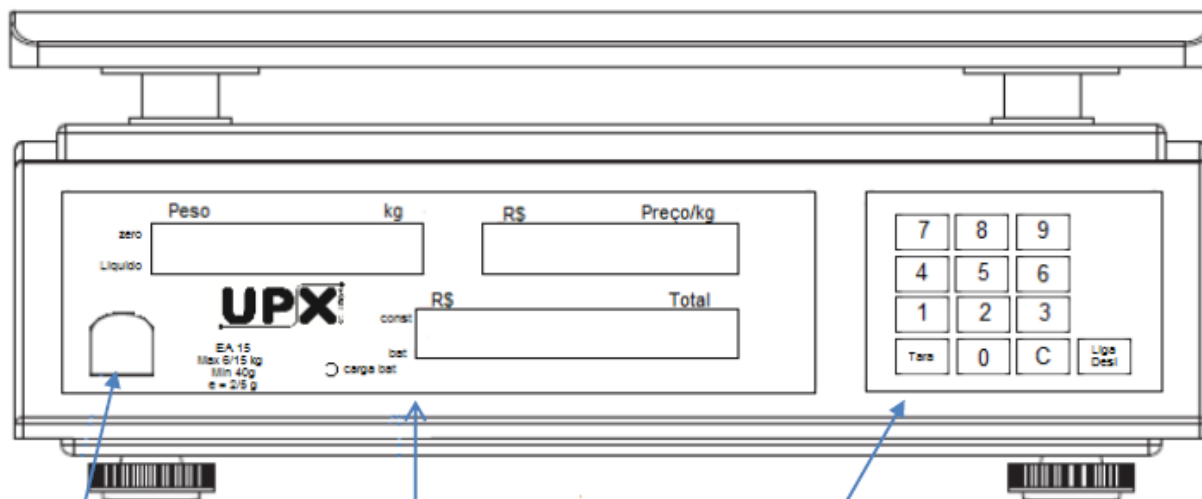 Peso kg
R$ Preço/kg
zero
Líquido
R$ Total
UPX
const
bat
EA 15
Max 6/15 kg
Min 40g
e = 2/5 g
carga bat
7 8 9
4 5 6
1 2 3
Tara 0 C Liga
Desl